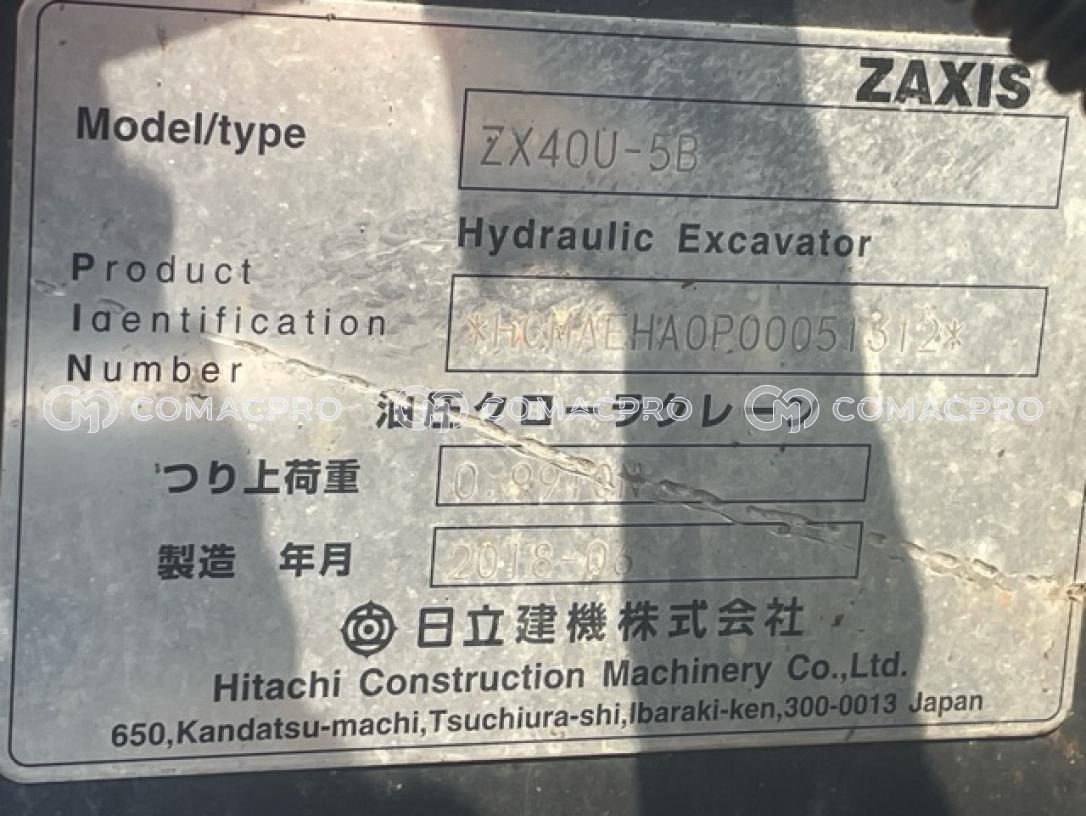 ZAXIS
Model/type ZX40U-5B
Hydraulic Excavator
Product
Identification *HCMAEHA0P00051312*
Number
油圧クローラクレーン
COMACPRO COMACPRO COMACPRO
つり上荷重
製造 年月 2018-03
日立建機株式会社
Hitachi Construction Machinery Co.,Ltd.
650,Kandatsu-machi,Tsuchiura-shi,Ibaraki-ken,300-0013 Japan